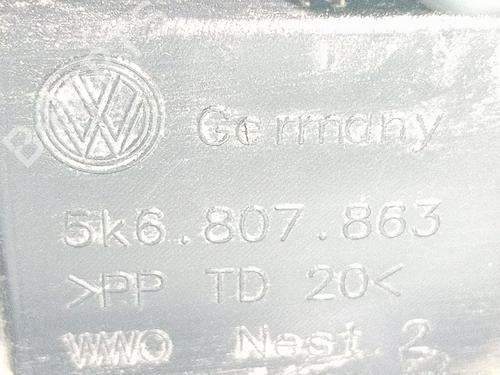 Germany
5k6.807.863
>PP TD 20<
WWO Nest 2